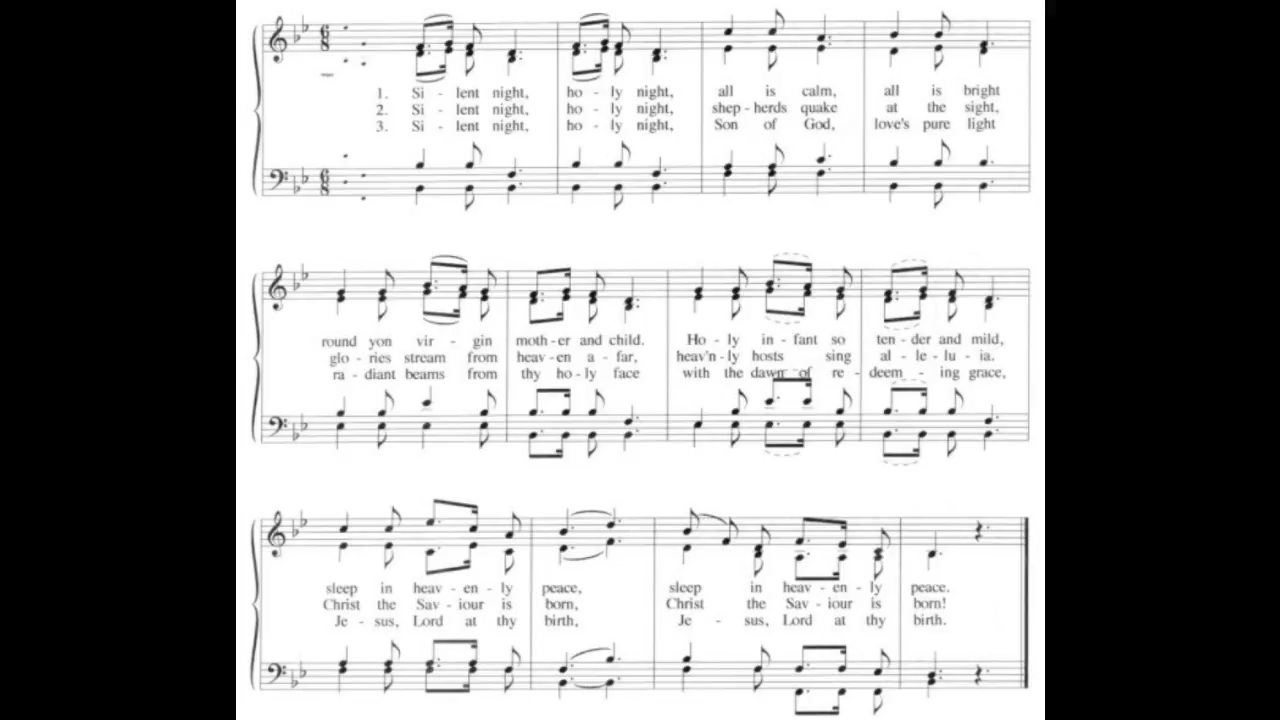 1. Si - lent night, ho - ly night, all is calm, all is bright
2. Si - lent night, ho - ly night, shep - herds quake at the sight,
3. Si - lent night, ho - ly night, Son of God, love's pure light
round yon vir - gin moth - er and child. Ho - ly in - fant so ten - der and mild,
glo - ries stream from heav - en a - far, heav'n - ly hosts sing al - le - lu - ia.
ra - diant beams from thy ho - ly face with the dawn of re - deem - ing grace,
sleep in heav - en - ly peace, sleep in heav - en - ly peace.
Christ the Sav - iour is born, Christ the Sav - iour is born!
Je - sus, Lord at thy birth, Je - sus, Lord at thy birth.